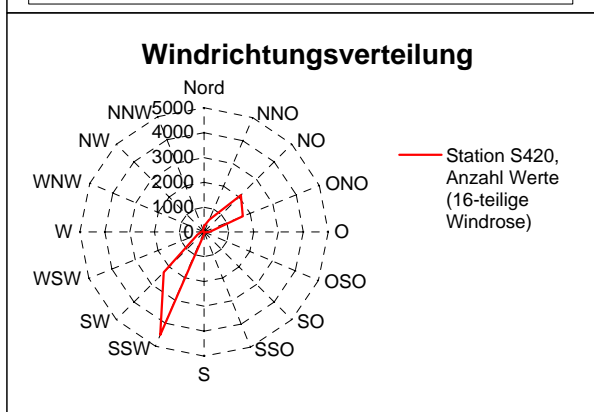 Windrichtungsverteilung
Nord
NNO
NO
ONO
O
OSO
SO
SSO
S
SSW
SW
WSW
W
WNW
NW
NNW
5000
4000
3000
2000
1000
0
Station S420,
Anzahl Werte
(16-teilige
Windrose)